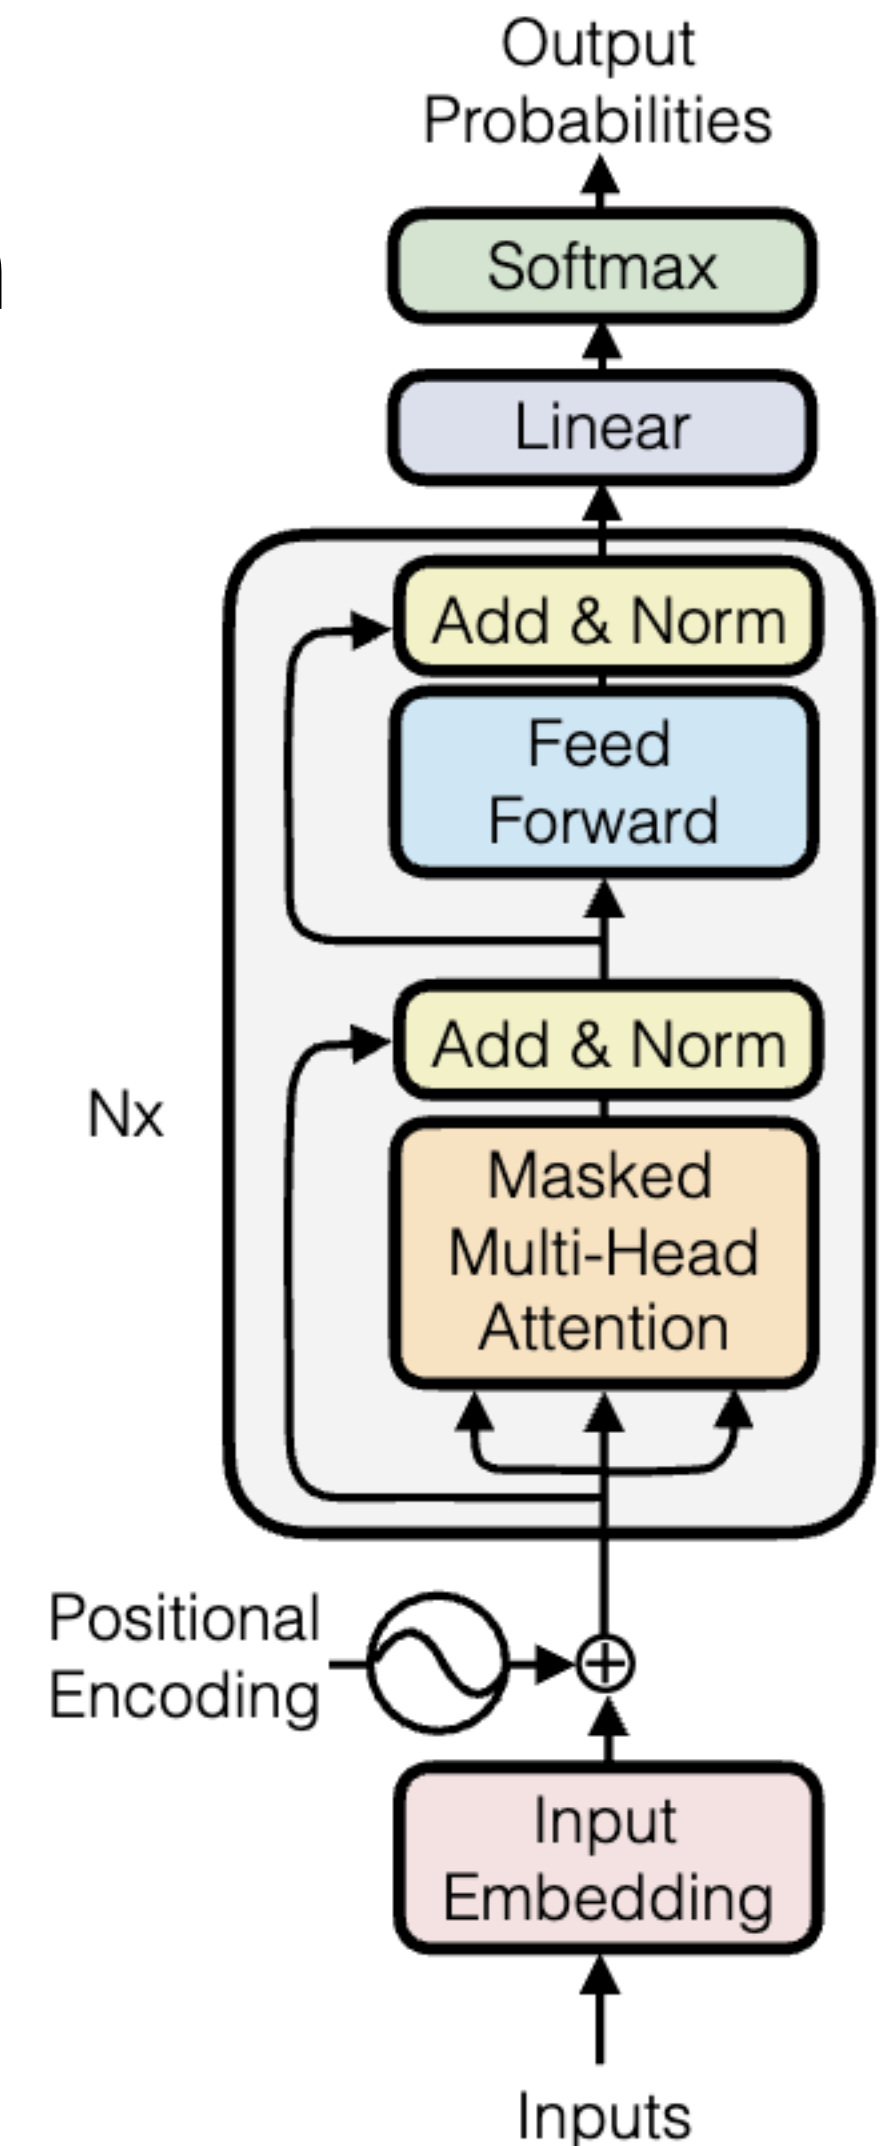 Output
Probabilities
Softmax
Linear
Add & Norm
Feed
Forward
Add & Norm
Nx
Masked
Multi-Head
Attention
Positional
Encoding
Input
Embedding
Inputs